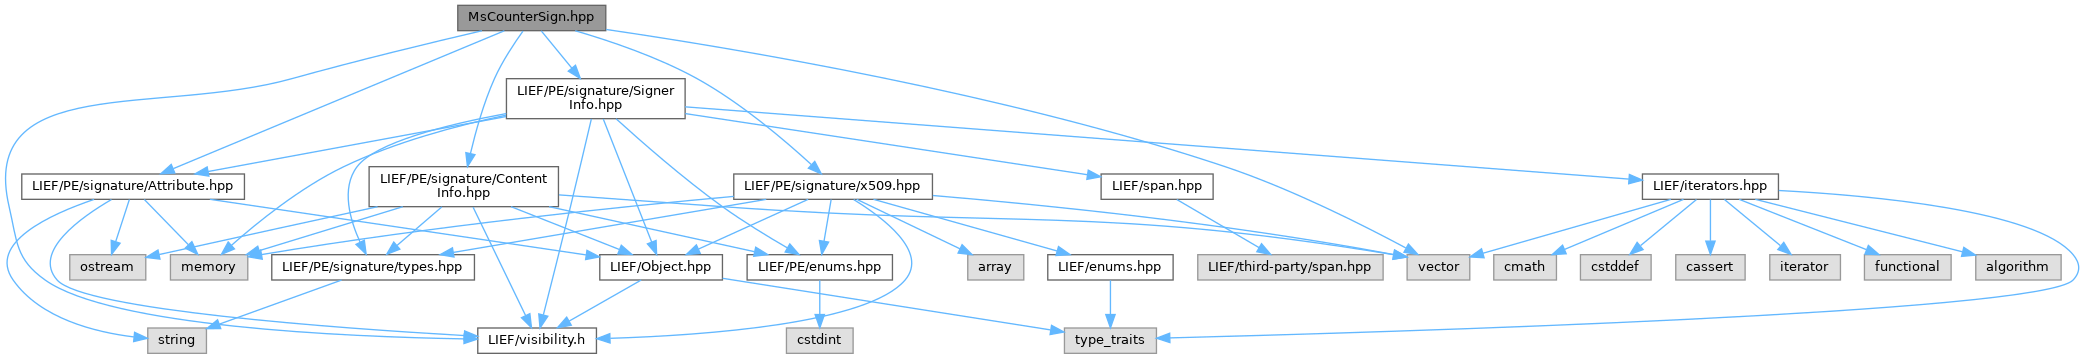 MsCounterSign.hpp
LIEF/PE/signature/Signer
Info.hpp
LIEF/PE/signature/Attribute.hpp
LIEF/PE/signature/Content
Info.hpp
LIEF/PE/signature/x509.hpp
LIEF/span.hpp
LIEF/iterators.hpp
ostream
memory
LIEF/PE/signature/types.hpp
LIEF/Object.hpp
LIEF/PE/enums.hpp
array
LIEF/enums.hpp
LIEF/third-party/span.hpp
vector
cmath
cstddef
cassert
iterator
functional
algorithm
string
LIEF/visibility.h
cstdint
type_traits